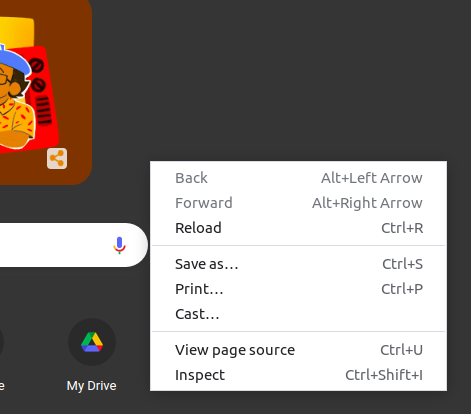 Back Alt+Left Arrow
Forward Alt+Right Arrow
Reload Ctrl+R
Save as... Ctrl+S
Print... Ctrl+P
Cast...
View page source Ctrl+U
Inspect Ctrl+Shift+I
e My Drive